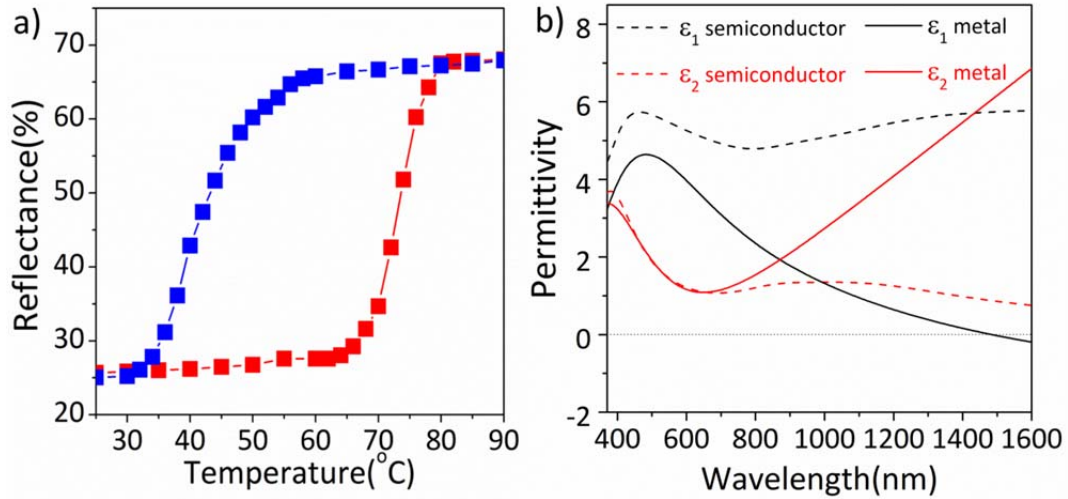 a)
Reflectance(%)
70
60
50
40
30
20
30 40 50 60 70 80 90
Temperature(°C)
b)
Permittivity
8
6
4
2
0
-2
ε₁ semiconductor ε₁ metal
ε₂ semiconductor ε₂ metal
400 600 800 1000 1200 1400 1600
Wavelength(nm)